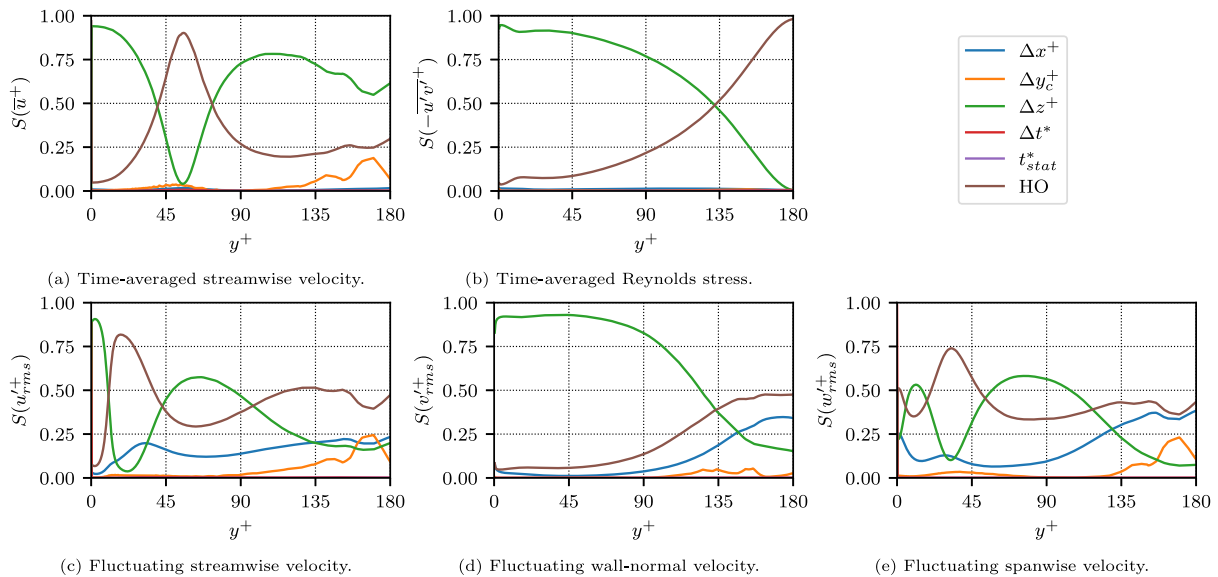 1.00
0.75
0.50
0.25
0.00
S(u̅⁺)
0 45 90 135 180
y⁺
(a) Time-averaged streamwise velocity.
1.00
0.75
0.50
0.25
0.00
S(−u′v′⁺)
0 45 90 135 180
y⁺
(b) Time-averaged Reynolds stress.
Δx⁺
Δy_c⁺
Δz⁺
Δt*
t*_stat
HO
1.00
0.75
0.50
0.25
0.00
S(u′⁺_rms)
0 45 90 135 180
y⁺
(c) Fluctuating streamwise velocity.
1.00
0.75
0.50
0.25
0.00
S(v′⁺_rms)
0 45 90 135 180
y⁺
(d) Fluctuating wall-normal velocity.
1.00
0.75
0.50
0.25
0.00
S(w′⁺_rms)
0 45 90 135 180
y⁺
(e) Fluctuating spanwise velocity.